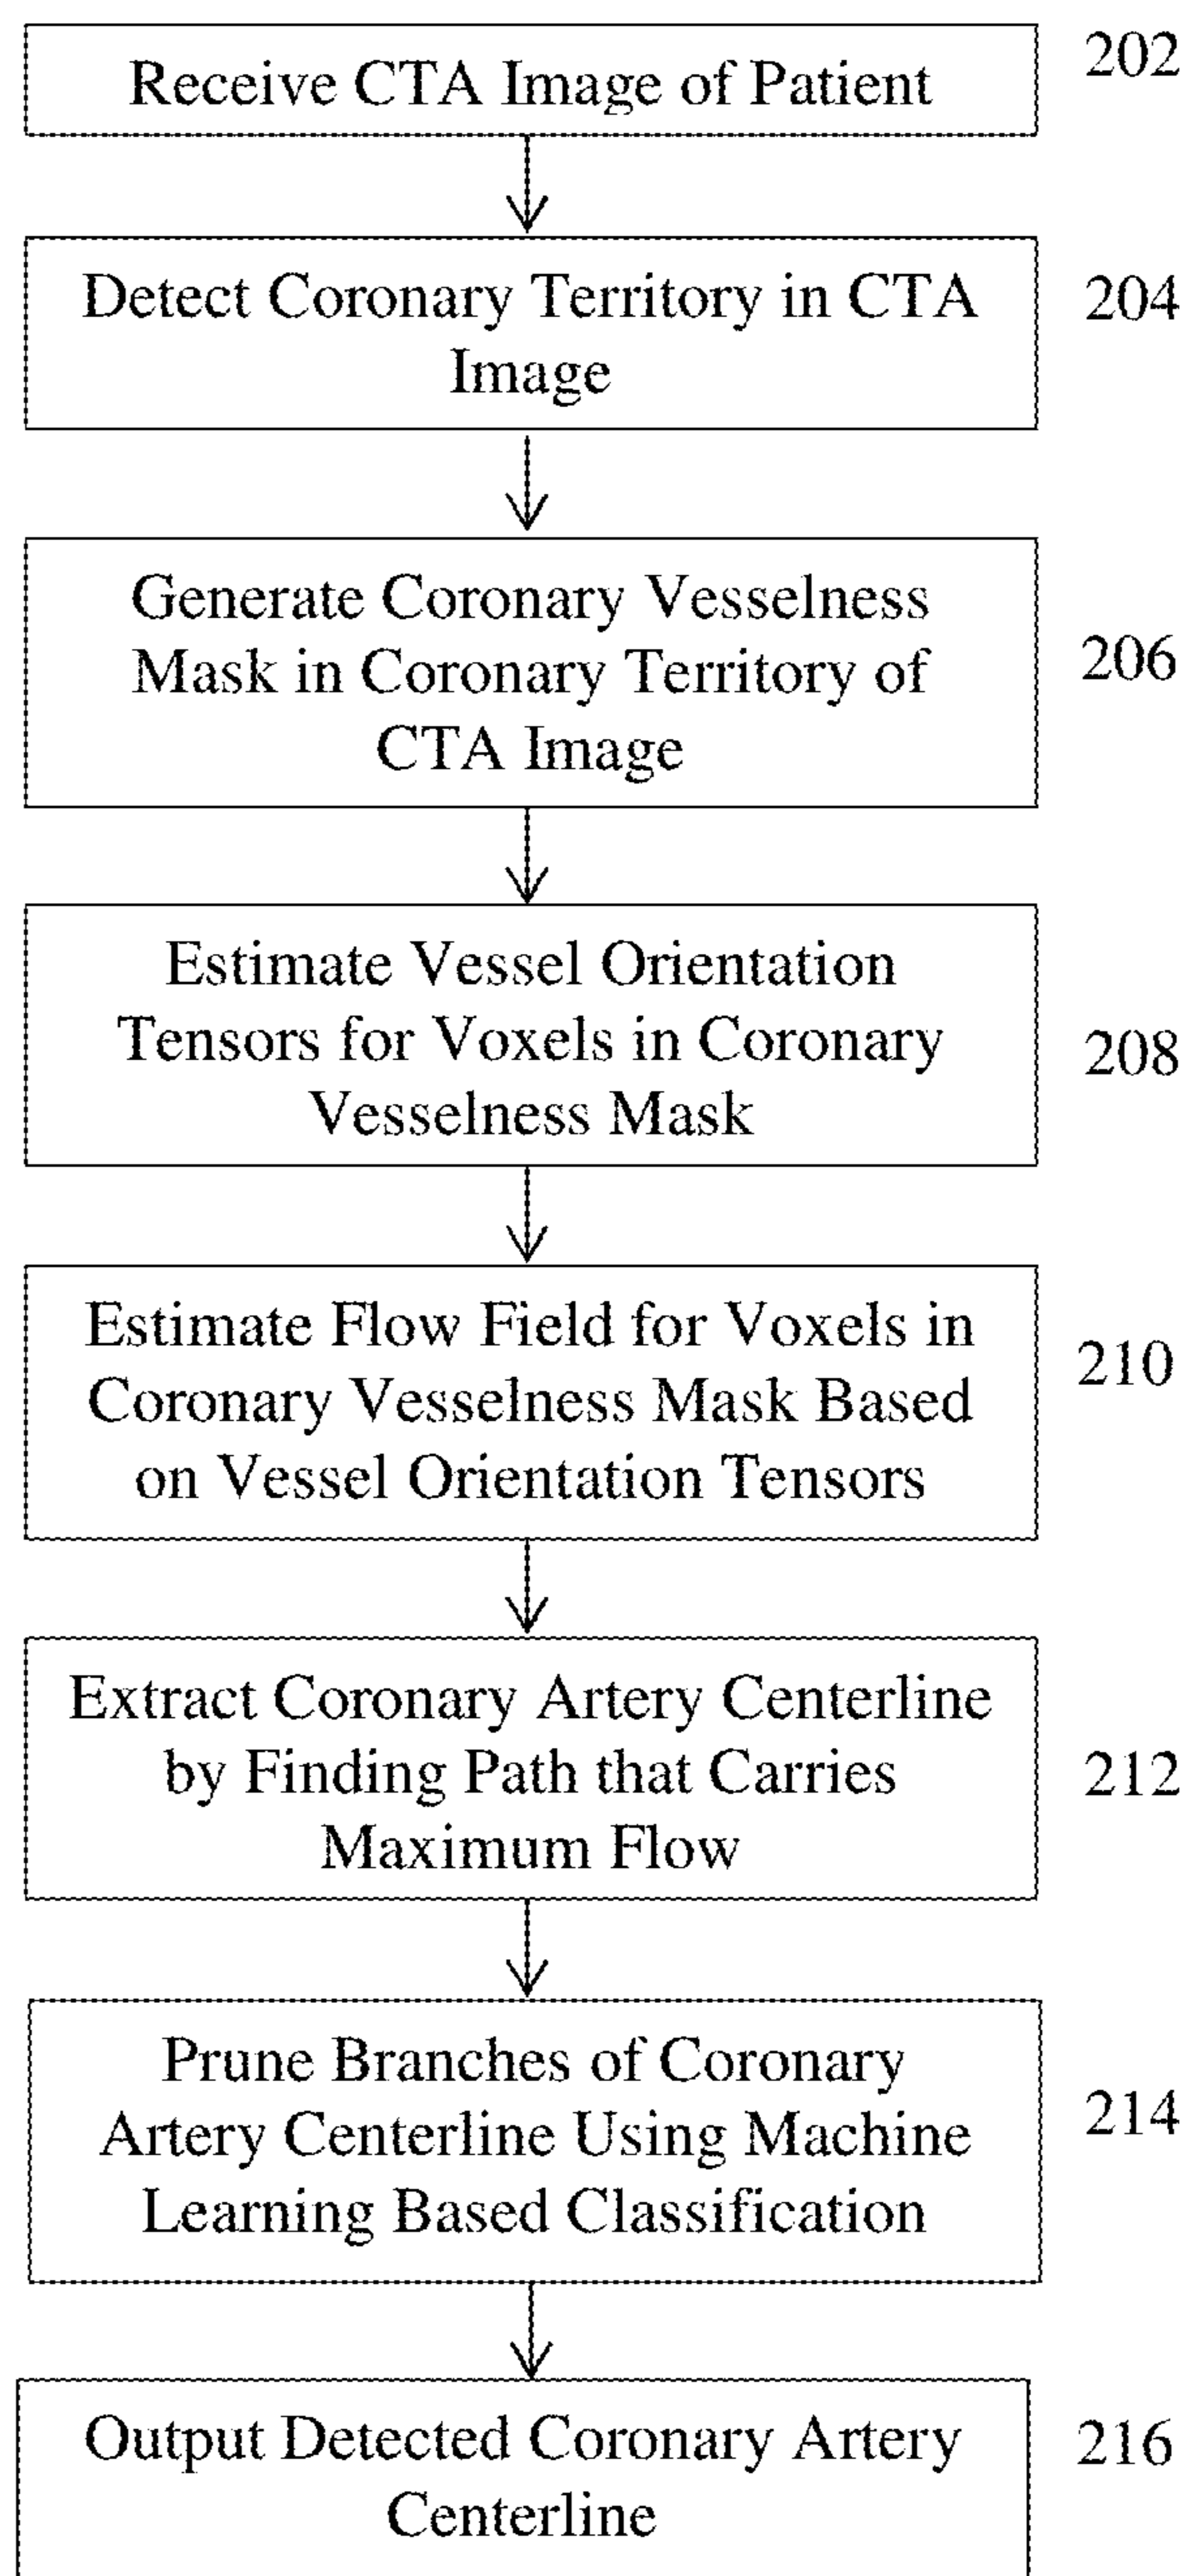 Receive CTA Image of Patient
202
Detect Coronary Territory in CTA
Image
204
Generate Coronary Vesselness
Mask in Coronary Territory of
CTA Image
206
Estimate Vessel Orientation
Tensors for Voxels in Coronary
Vesselness Mask
208
Estimate Flow Field for Voxels in
Coronary Vesselness Mask Based
on Vessel Orientation Tensors
210
Extract Coronary Artery Centerline
by Finding Path that Carries
Maximum Flow
212
Prune Branches of Coronary
Artery Centerline Using Machine
Learning Based Classification
214
Output Detected Coronary Artery
Centerline
216